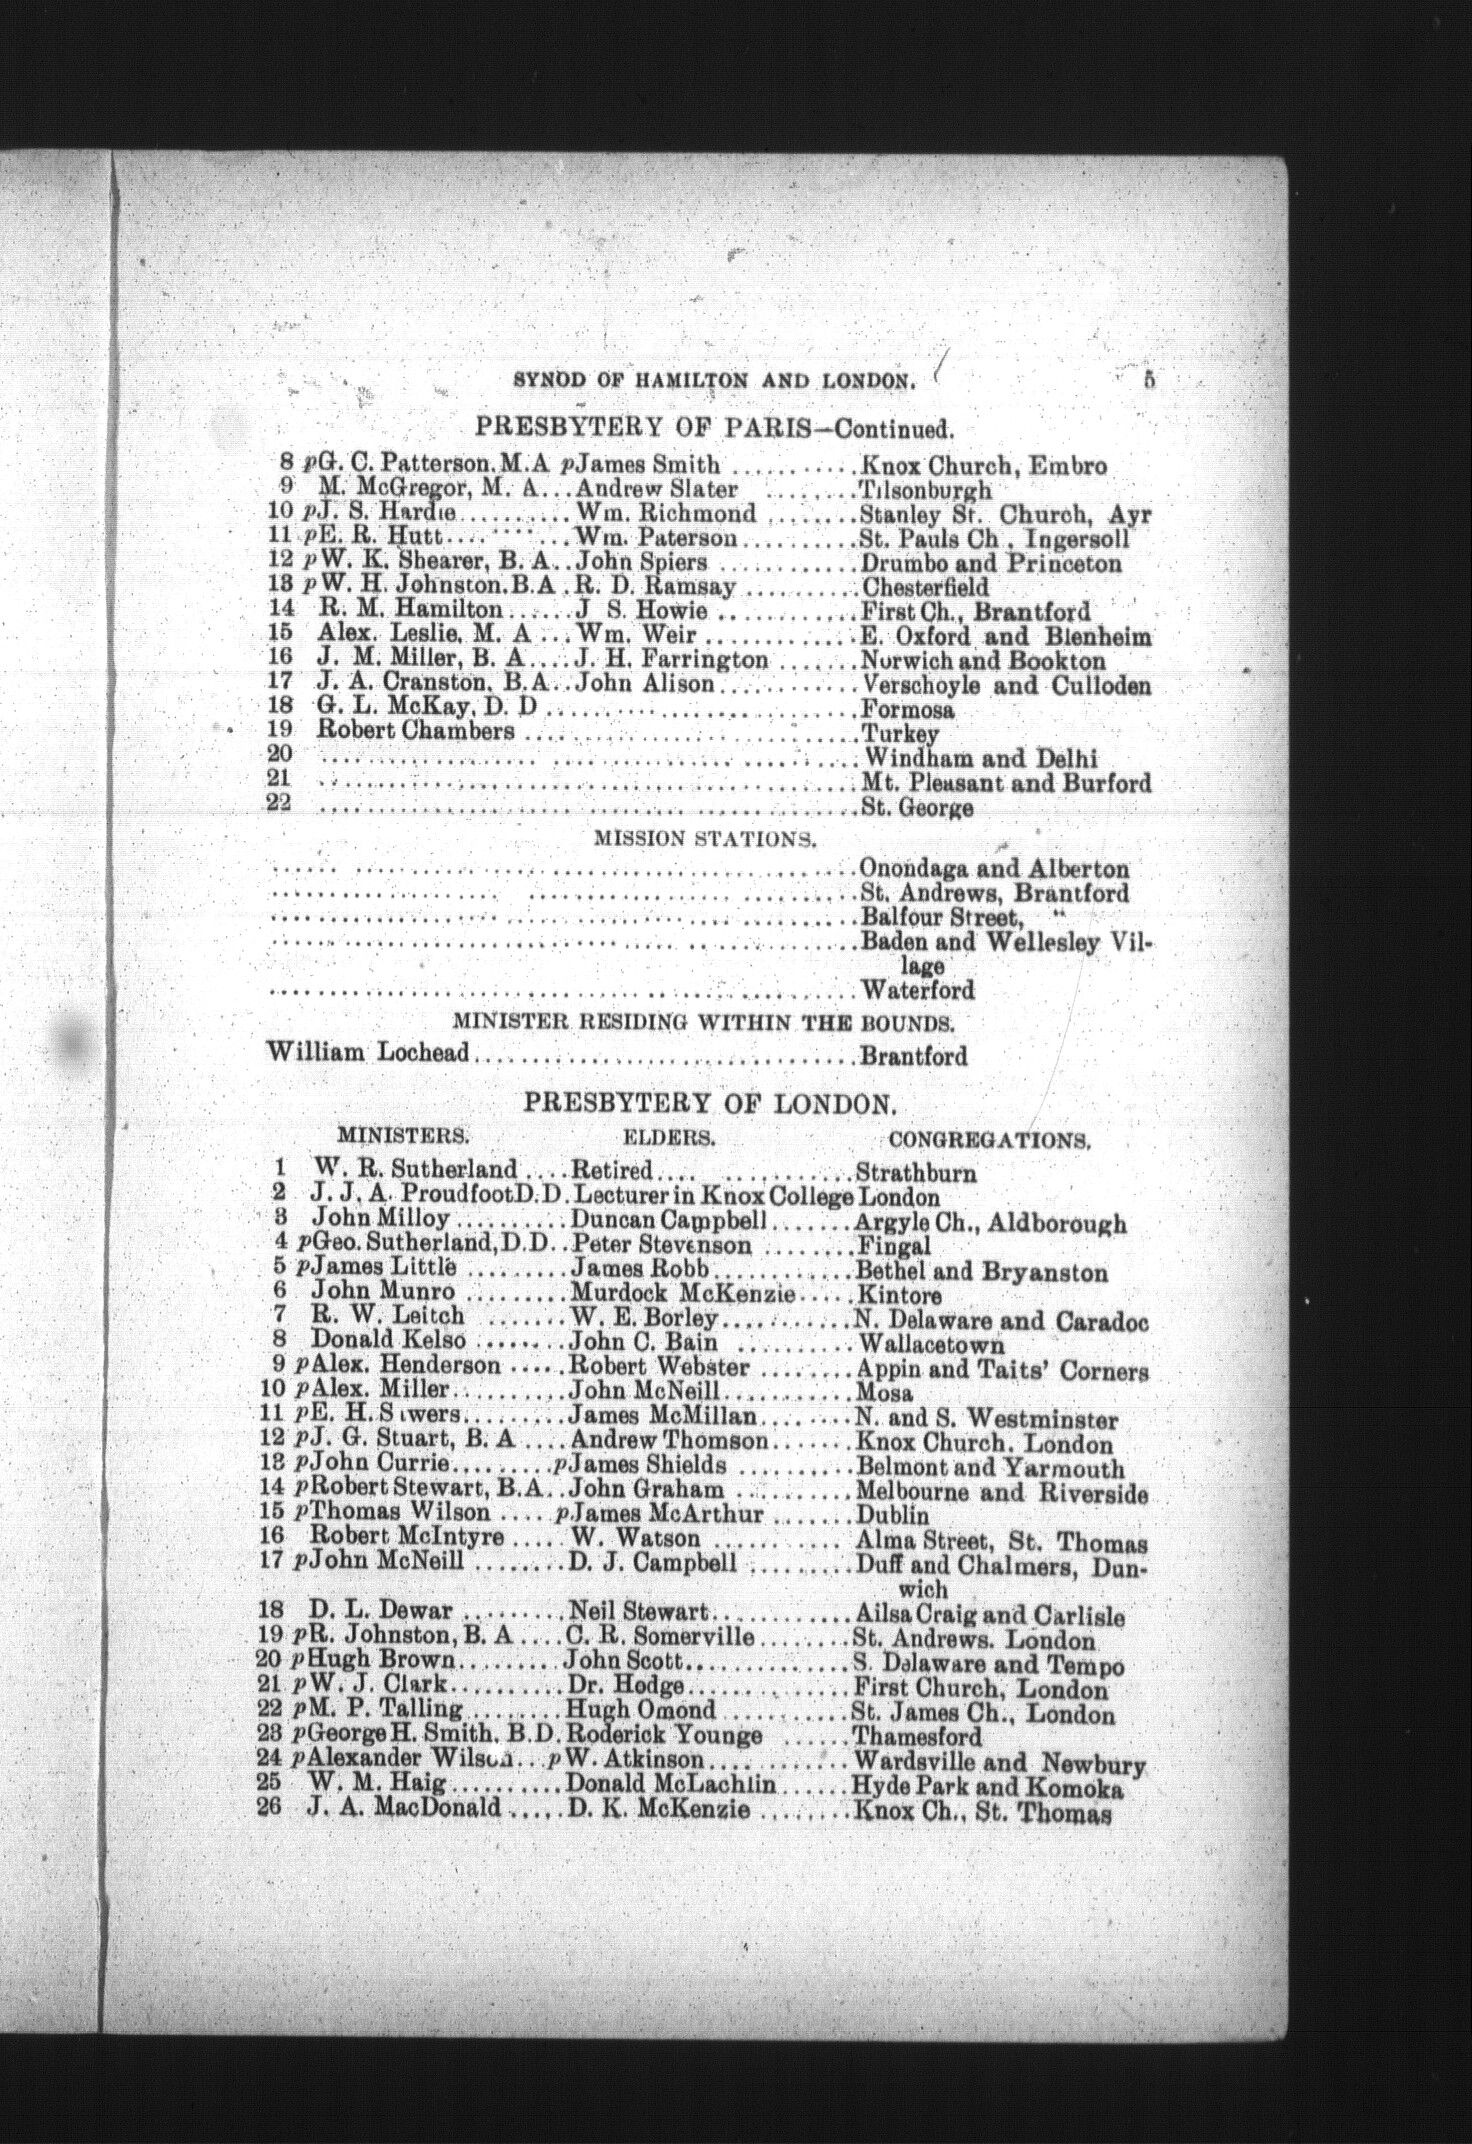 SYNOD OF HAMILTON AND LONDON. 5
PRESBYTERY OF PARIS—Continued.
8 pG. C. Patterson. M.A pJames Smith ........... Knox Church, Embro
9 M. McGregor, M. A... Andrew Slater ........ Tilsonburgh
10 pJ. S. Hardie.......... Wm. Richmond ........ Stanley St. Church, Ayr
11 pE. R. Hutt........... Wm. Paterson.......... St. Pauls Ch. Ingersoll
12 pW. K. Shearer, B. A.. John Spiers ............ Drumbo and Princeton
13 pW. H. Johnston. B.A . R. D. Ramsay .......... Chesterfield
14 R. M. Hamilton...... J S. Howie ............ First Ch., Brantford
15 Alex. Leslie. M. A ... Wm. Weir ............. E. Oxford and Blenheim
16 J. M. Miller, B. A.... J. H. Farrington ....... Norwich and Bookton
17 J. A. Cranston. B.A.. John Alison............ Verschoyle and Culloden
18 G. L. McKay, D. D ........................... Formosa
19 Robert Chambers ............................. Turkey
20 ............................................. Windham and Delhi
21 ............................................. Mt. Pleasant and Burford
22 ............................................. St. George
MISSION STATIONS.
............................................. Onondaga and Alberton
............................................. St. Andrews, Brantford
............................................. Balfour Street, "
............................................. Baden and Wellesley Vil-
lage
............................................. Waterford
MINISTER RESIDING WITHIN THE BOUNDS.
William Lochead................................. Brantford
PRESBYTERY OF LONDON.
MINISTERS. ELDERS. CONGREGATIONS.
1 W. R. Sutherland .... Retired................ Strathburn
2 J. J. A. Proudfoot D.D. Lecturer in Knox College London
3 John Milloy .......... Duncan Campbell....... Argyle Ch., Aldborough
4 pGeo. Sutherland, D.D.. Peter Stevenson ........ Fingal
5 pJames Little ......... James Robb............ Bethel and Bryanston
6 John Munro ......... Murdock McKenzie..... Kintore
7 R. W. Leitch ....... W. E. Borley........... N. Delaware and Caradoc
8 Donald Kelso ........ John C. Bain .......... Wallacetown
9 pAlex. Henderson ..... Robert Webster ........ Appin and Taits' Corners
10 pAlex. Miller.......... John McNeill........... Mosa
11 pE. H. Sawers......... James McMillan........ N. and S. Westminster
12 pJ. G. Stuart, B. A .... Andrew Thomson....... Knox Church. London
13 pJohn Currie......... pJames Shields .......... Belmont and Yarmouth
14 pRobert Stewart, B.A.. John Graham .......... Melbourne and Riverside
15 pThomas Wilson ..... pJames McArthur ....... Dublin
16 Robert McIntyre ..... W. Watson ........... Alma Street, St. Thomas
17 pJohn McNeill ........ D. J. Campbell ......... Duff and Chalmers, Dun-
wich
18 D. L. Dewar ......... Neil Stewart............ Ailsa Craig and Carlisle
19 pR. Johnston, B. A .... C. R. Somerville........ St. Andrews. London
20 pHugh Brown......... John Scott.............. S. Delaware and Tempo
21 pW. J. Clark.......... Dr. Hodge.............. First Church, London
22 pM. P. Talling ........ Hugh Omond ........... St. James Ch., London
23 pGeorge H. Smith. B.D. Roderick Younge ...... Thamesford
24 pAlexander Wilson... pW. Atkinson............ Wardsville and Newbury
25 W. M. Haig.......... Donald McLachlin...... Hyde Park and Komoka
26 J. A. MacDonald ..... D. K. McKenzie ........ Knox Ch., St. Thomas